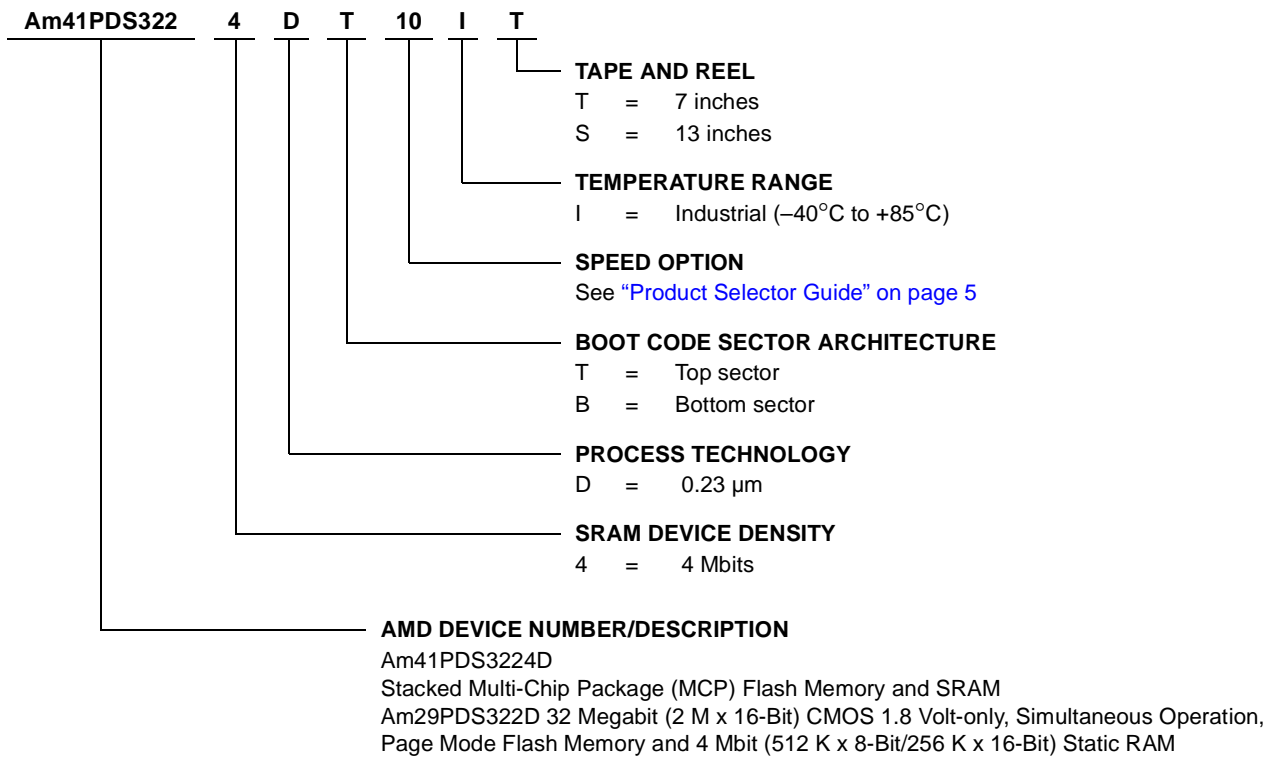 Am41PDS322 4 D T 10 I T
TAPE AND REEL
T = 7 inches
S = 13 inches
TEMPERATURE RANGE
I = Industrial (–40°C to +85°C)
SPEED OPTION
See “Product Selector Guide” on page 5
BOOT CODE SECTOR ARCHITECTURE
T = Top sector
B = Bottom sector
PROCESS TECHNOLOGY
D = 0.23 µm
SRAM DEVICE DENSITY
4 = 4 Mbits
AMD DEVICE NUMBER/DESCRIPTION
Am41PDS3224D
Stacked Multi-Chip Package (MCP) Flash Memory and SRAM
Am29PDS322D 32 Megabit (2 M x 16-Bit) CMOS 1.8 Volt-only, Simultaneous Operation,
Page Mode Flash Memory and 4 Mbit (512 K x 8-Bit/256 K x 16-Bit) Static RAM